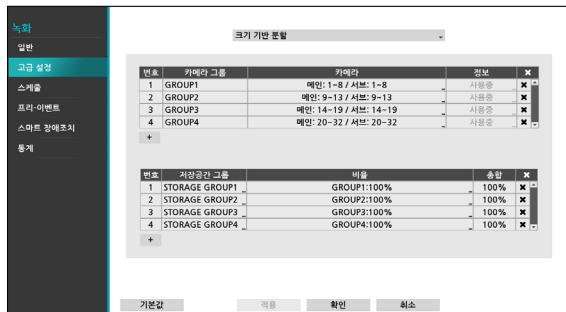 녹화
크기 기반 분할
일반
고급 설정
스케줄
프리-이벤트
스마트 장애조치
통계
번호 카메라 그룹 카메라 정보 ✖
1 GROUP1 메인: 1~8 / 서브: 1~8 사용중 ✖
2 GROUP2 메인: 9~13 / 서브: 9~13 사용중 ✖
3 GROUP3 메인: 14~19 / 서브: 14~19 사용중 ✖
4 GROUP4 메인: 20~32 / 서브: 20~32 사용중 ✖
+
번호 저장공간 그룹 비율 총합 ✖
1 STORAGE GROUP1 GROUP1:100% 100% ✖
2 STORAGE GROUP2 GROUP2:100% 100% ✖
3 STORAGE GROUP3 GROUP3:100% 100% ✖
4 STORAGE GROUP4 GROUP4:100% 100% ✖
+
기본값 적용 확인 취소